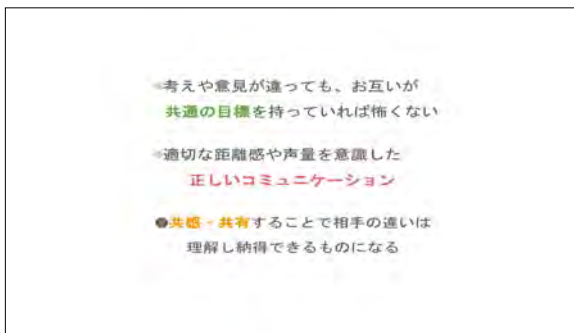 考えや意見が違っても、お互いが
共通の目標を持っていれば怖くない
適切な距離感や声量を意識した
正しいコミュニケーション
●共感・共有することで相手の違いは
理解し納得できるものになる